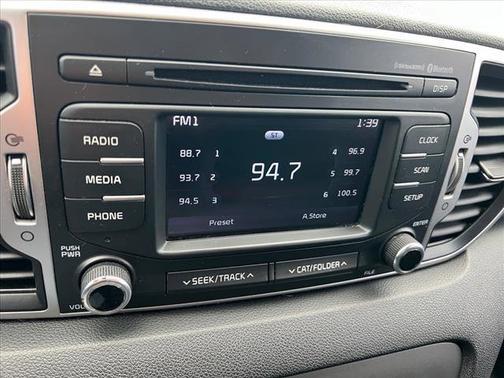 ((SiriusXM)) Bluetooth
DISP
RADIO
MEDIA
PHONE
FM1 1:39
ST
88.7 1
93.7 2
94.5 3
94.7
4 96.9
5 99.7
6 100.5
Preset A.Store
CLOCK
SCAN
SETUP
PUSH
PWR
VOL
SEEK/TRACK
CAT/FOLDER
ENTER
FILE